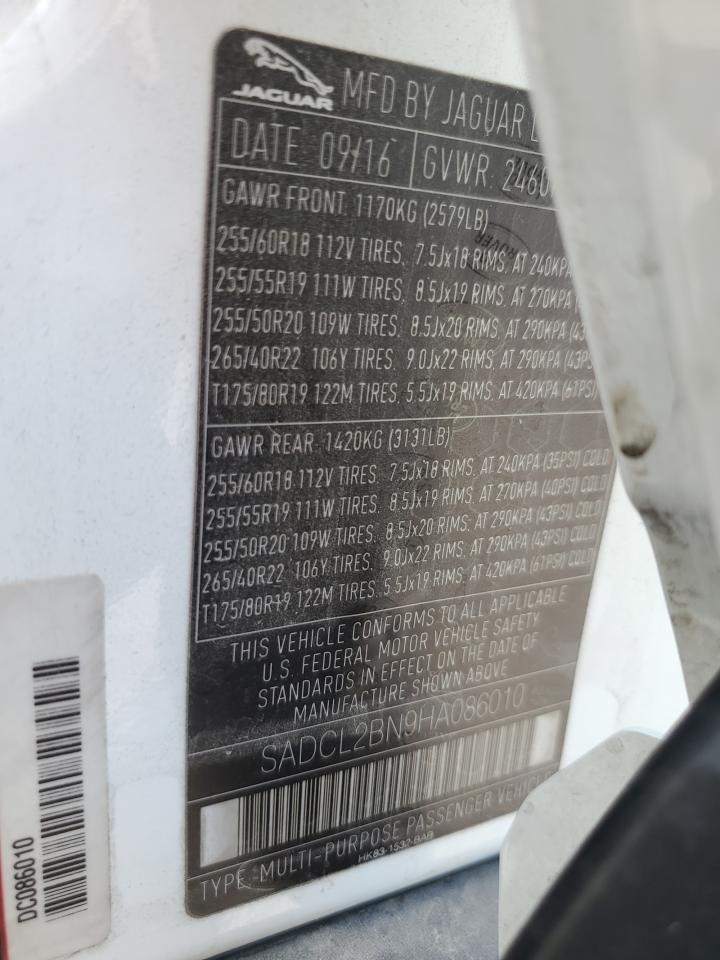 JAGUAR
MFD BY JAGUAR
DATE 09/16 GVWR 2460
GAWR FRONT 1170KG (2579LB)
255/60R18 112V TIRES, 7.5Jx18 RIMS, AT 240KPA
255/55R19 111W TIRES, 8.5Jx19 RIMS, AT 270KPA
255/50R20 109W TIRES, 8.5Jx20 RIMS, AT 290KPA (43
265/40R22 106Y TIRES, 9.0Jx22 RIMS, AT 290KPA (43PS
T175/80R19 122M TIRES, 5.5Jx19 RIMS, AT 420KPA (61PSI)
ROVER
GAWR REAR 1420KG (3131LB)
255/60R18 112V TIRES, 7.5Jx18 RIMS, AT 240KPA (35PSI) COLD
255/55R19 111W TIRES, 8.5Jx19 RIMS, AT 270KPA (40PSI) COLD
255/50R20 109W TIRES, 8.5Jx20 RIMS, AT 290KPA (43PSI) COLD
265/40R22 106Y TIRES, 9.0Jx22 RIMS, AT 290KPA (43PSI) COLD
T175/80R19 122M TIRES, 5.5Jx19 RIMS, AT 420KPA (61PSI) COLD
THIS VEHICLE CONFORMS TO ALL APPLICABLE
U.S. FEDERAL MOTOR VEHICLE SAFETY
STANDARDS IN EFFECT ON THE DATE OF
MANUFACTURE SHOWN ABOVE
SADCL2BN9HA086010
TYPE - MULTI-PURPOSE PASSENGER VEHICLE
HK83-1532-BAB
DC086010